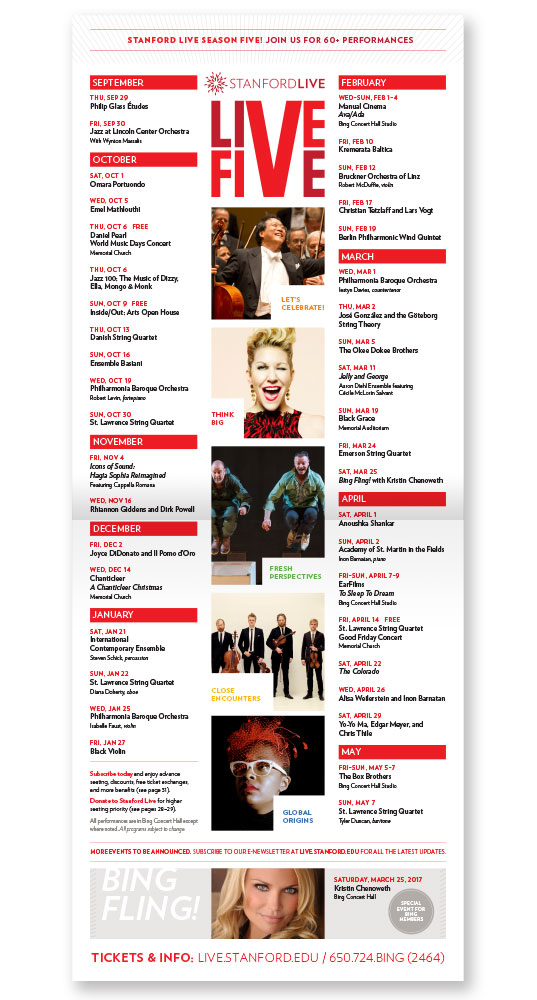 STANFORD LIVE SEASON FIVE! JOIN US FOR 60+ PERFORMANCES
SEPTEMBER
THU, SEP 29
Philip Glass Études
FRI, SEP 30
Jazz at Lincoln Center Orchestra
With Wynton Marsalis
OCTOBER
SAT, OCT 1
Omara Portuondo
WED, OCT 5
Emel Mathlouthi
THU, OCT 6 FREE
Daniel Pearl
World Music Days Concert
Memorial Church
THU, OCT 6
Jazz 100: The Music of Dizzy,
Ella, Mongo & Monk
SUN, OCT 9 FREE
Inside/Out: Arts Open House
THU, OCT 13
Danish String Quartet
SUN, OCT 16
Ensemble Basiani
WED, OCT 19
Philharmonia Baroque Orchestra
Robert Levin, fortepiano
SUN, OCT 30
St. Lawrence String Quartet
NOVEMBER
FRI, NOV 4
Icons of Sound:
Hagia Sophia Reimagined
Featuring Cappella Romana
WED, NOV 16
Rhiannon Giddens and Dirk Powell
DECEMBER
FRI, DEC 2
Joyce DiDonato and Il Pomo d'Oro
WED, DEC 14
Chanticleer
A Chanticleer Christmas
Memorial Church
JANUARY
SAT, JAN 21
International
Contemporary Ensemble
Steven Schick, percussion
SUN, JAN 22
St. Lawrence String Quartet
Diana Doherty, oboe
WED, JAN 25
Philharmonia Baroque Orchestra
Isabelle Faust, violin
FRI, JAN 27
Black Violin
Subscribe today and enjoy advance
seating, discounts, free ticket exchanges,
and more benefits (see page 31).
Donate to Stanford Live for higher
seating priority (see pages 28–29).
All performances are in Bing Concert Hall except
where noted. All programs subject to change.
STANFORDLIVE
LIVE
FIVE
LET'S
CELEBRATE!
THINK
BIG
FRESH
PERSPECTIVES
CLOSE
ENCOUNTERS
GLOBAL
ORIGINS
FEBRUARY
WED–SUN, FEB 1–4
Manual Cinema
Ava/Ada
Bing Concert Hall Studio
FRI, FEB 10
Kremerata Baltica
SUN, FEB 12
Bruckner Orchestra of Linz
Robert McDuffie, violin
FRI, FEB 17
Christian Tetzlaff and Lars Vogt
SUN, FEB 19
Berlin Philharmonic Wind Quintet
MARCH
WED, MAR 1
Philharmonia Baroque Orchestra
Iestyn Davies, countertenor
THU, MAR 2
José González and the Göteborg
String Theory
SUN, MAR 5
The Okee Dokee Brothers
SAT, MAR 11
Jelly and George
Aaron Diehl Ensemble featuring
Cécile McLorin Salvant
SUN, MAR 19
Black Grace
Memorial Auditorium
FRI, MAR 24
Emerson String Quartet
SAT, MAR 25
Bing Fling! with Kristin Chenoweth
APRIL
SAT, APRIL 1
Anoushka Shankar
SUN, APRIL 2
Academy of St. Martin in the Fields
Inon Barnatan, piano
FRI–SUN, APRIL 7–9
EarFilms
To Sleep To Dream
Bing Concert Hall Studio
FRI, APRIL 14 FREE
St. Lawrence String Quartet
Good Friday Concert
Memorial Church
SAT, APRIL 22
The Colorado
WED, APRIL 26
Alisa Weilerstein and Inon Barnatan
SAT, APRIL 29
Yo-Yo Ma, Edgar Meyer, and
Chris Thile
MAY
FRI–SUN, MAY 5–7
The Box Brothers
Bing Concert Hall Studio
SUN, MAY 7
St. Lawrence String Quartet
Tyler Duncan, baritone
MORE EVENTS TO BE ANNOUNCED. SUBSCRIBE TO OUR E-NEWSLETTER AT LIVE.STANFORD.EDU FOR ALL THE LATEST UPDATES.
BING
FLING!
SATURDAY, MARCH 25, 2017
Kristin Chenoweth
Bing Concert Hall
SPECIAL
EVENT FOR
BING
MEMBERS
TICKETS & INFO: LIVE.STANFORD.EDU / 650.724.BING (2464)